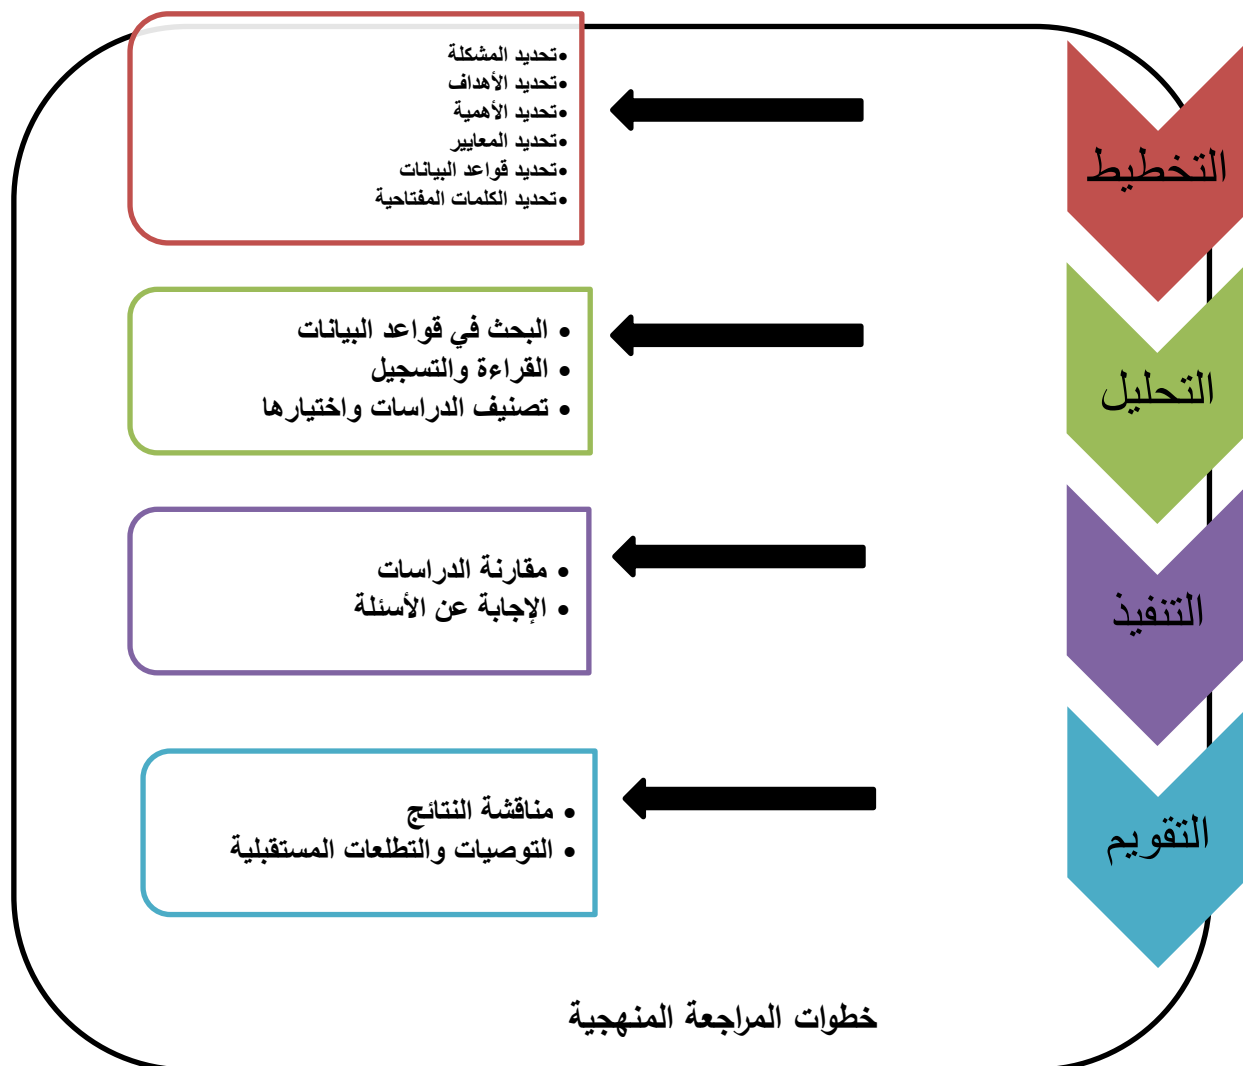 التخطيط
•تحديد المشكلة
•تحديد الأهداف
•تحديد الأهمية
•تحديد المعايير
•تحديد قواعد البيانات
•تحديد الكلمات المفتاحية
التحليل
• البحث في قواعد البيانات
• القراءة والتسجيل
• تصنيف الدراسات واختيارها
التنفيذ
• مقارنة الدراسات
• الإجابة عن الأسئلة
التقويم
• مناقشة النتائج
• التوصيات والتطلعات المستقبلية
خطوات المراجعة المنهجية